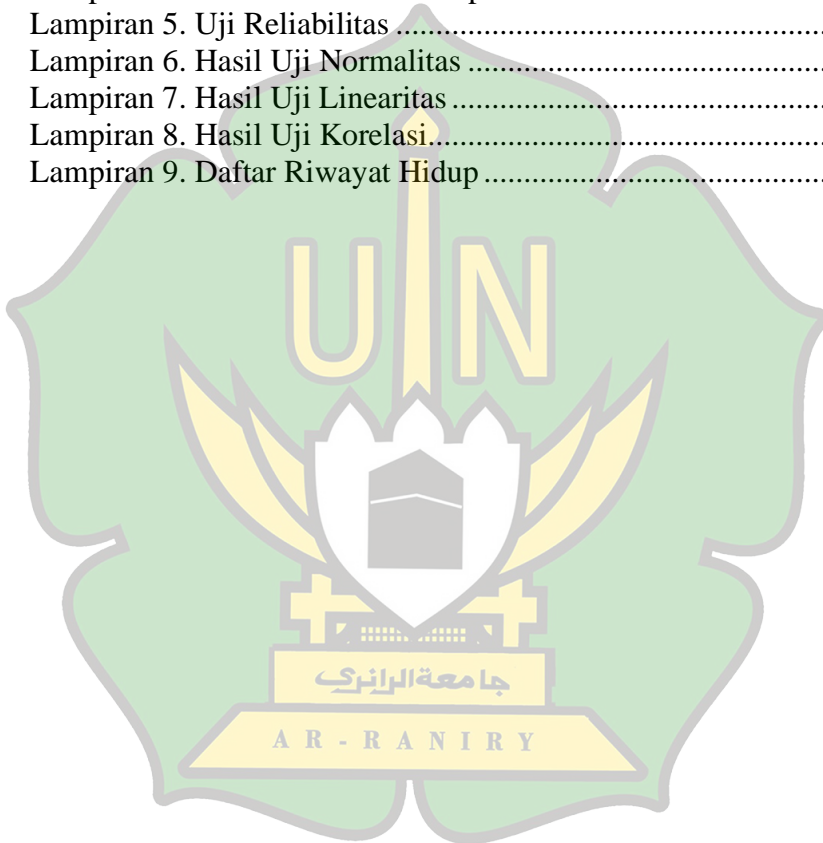 Lampiran 5. Uji Reliabilitas ......................................................
Lampiran 6. Hasil Uji Normalitas .............................................
Lampiran 7. Hasil Uji Linearitas ...............................................
Lampiran 8. Hasil Uji Korelasi..................................................
Lampiran 9. Daftar Riwayat Hidup ...........................................
UIN
جامعة الرانري
AR-RANIRY